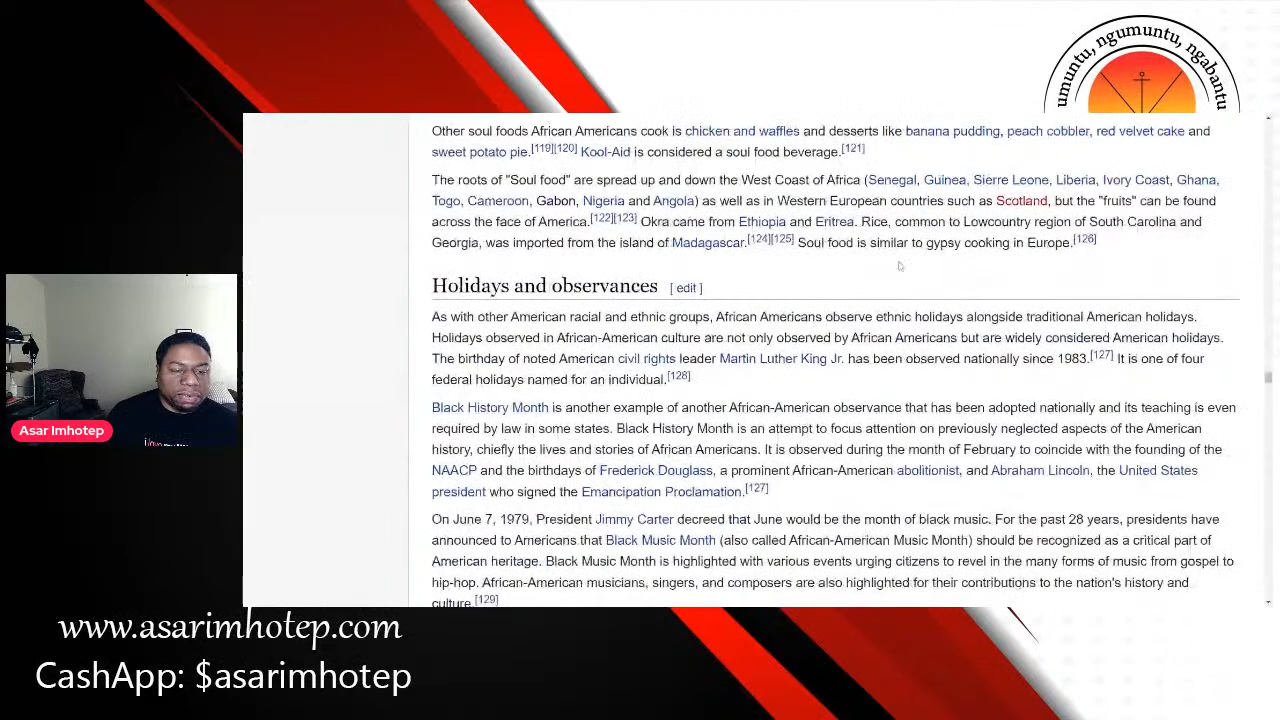 umuntu, ngumuntu, ngabantu
Other soul foods African Americans cook is chicken and waffles and desserts like banana pudding, peach cobbler, red velvet cake and
sweet potato pie.[119][120] Kool-Aid is considered a soul food beverage.[121]
The roots of "Soul food" are spread up and down the West Coast of Africa (Senegal, Guinea, Sierre Leone, Liberia, Ivory Coast, Ghana,
Togo, Cameroon, Gabon, Nigeria and Angola) as well as in Western European countries such as Scotland, but the "fruits" can be found
across the face of America.[122][123] Okra came from Ethiopia and Eritrea. Rice, common to Lowcountry region of South Carolina and
Georgia, was imported from the island of Madagascar.[124][125] Soul food is similar to gypsy cooking in Europe.[126]
Holidays and observances [ edit ]
As with other American racial and ethnic groups, African Americans observe ethnic holidays alongside traditional American holidays.
Holidays observed in African-American culture are not only observed by African Americans but are widely considered American holidays.
The birthday of noted American civil rights leader Martin Luther King Jr. has been observed nationally since 1983.[127] It is one of four
federal holidays named for an individual.[128]
Black History Month is another example of another African-American observance that has been adopted nationally and its teaching is even
required by law in some states. Black History Month is an attempt to focus attention on previously neglected aspects of the American
history, chiefly the lives and stories of African Americans. It is observed during the month of February to coincide with the founding of the
NAACP and the birthdays of Frederick Douglass, a prominent African-American abolitionist, and Abraham Lincoln, the United States
president who signed the Emancipation Proclamation.[127]
On June 7, 1979, President Jimmy Carter decreed that June would be the month of black music. For the past 28 years, presidents have
announced to Americans that Black Music Month (also called African-American Music Month) should be recognized as a critical part of
American heritage. Black Music Month is highlighted with various events urging citizens to revel in the many forms of music from gospel to
hip-hop. African-American musicians, singers, and composers are also highlighted for their contributions to the nation's history and
culture.[129]
Asar Imhotep
www.asarimhotep.com
CashApp: $asarimhotep